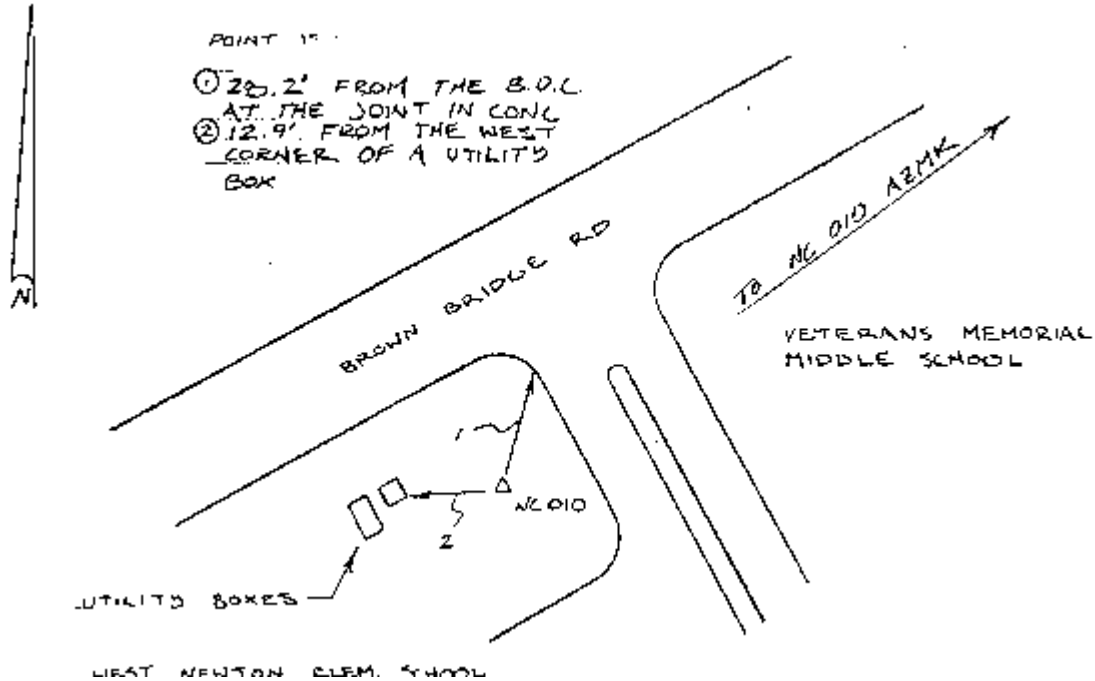 POINT IS
① 28.2' FROM THE B.O.C.
AT THE JOINT IN CONC
② 12.9' FROM THE WEST
CORNER OF A UTILITY
BOX
N
BROWN BRIDGE RD
TO NC 010 AZMK
VETERANS MEMORIAL
MIDDLE SCHOOL
1
2
NC 010
UTILITY BOXES
WEST NEWTON ELEM. SCHOOL